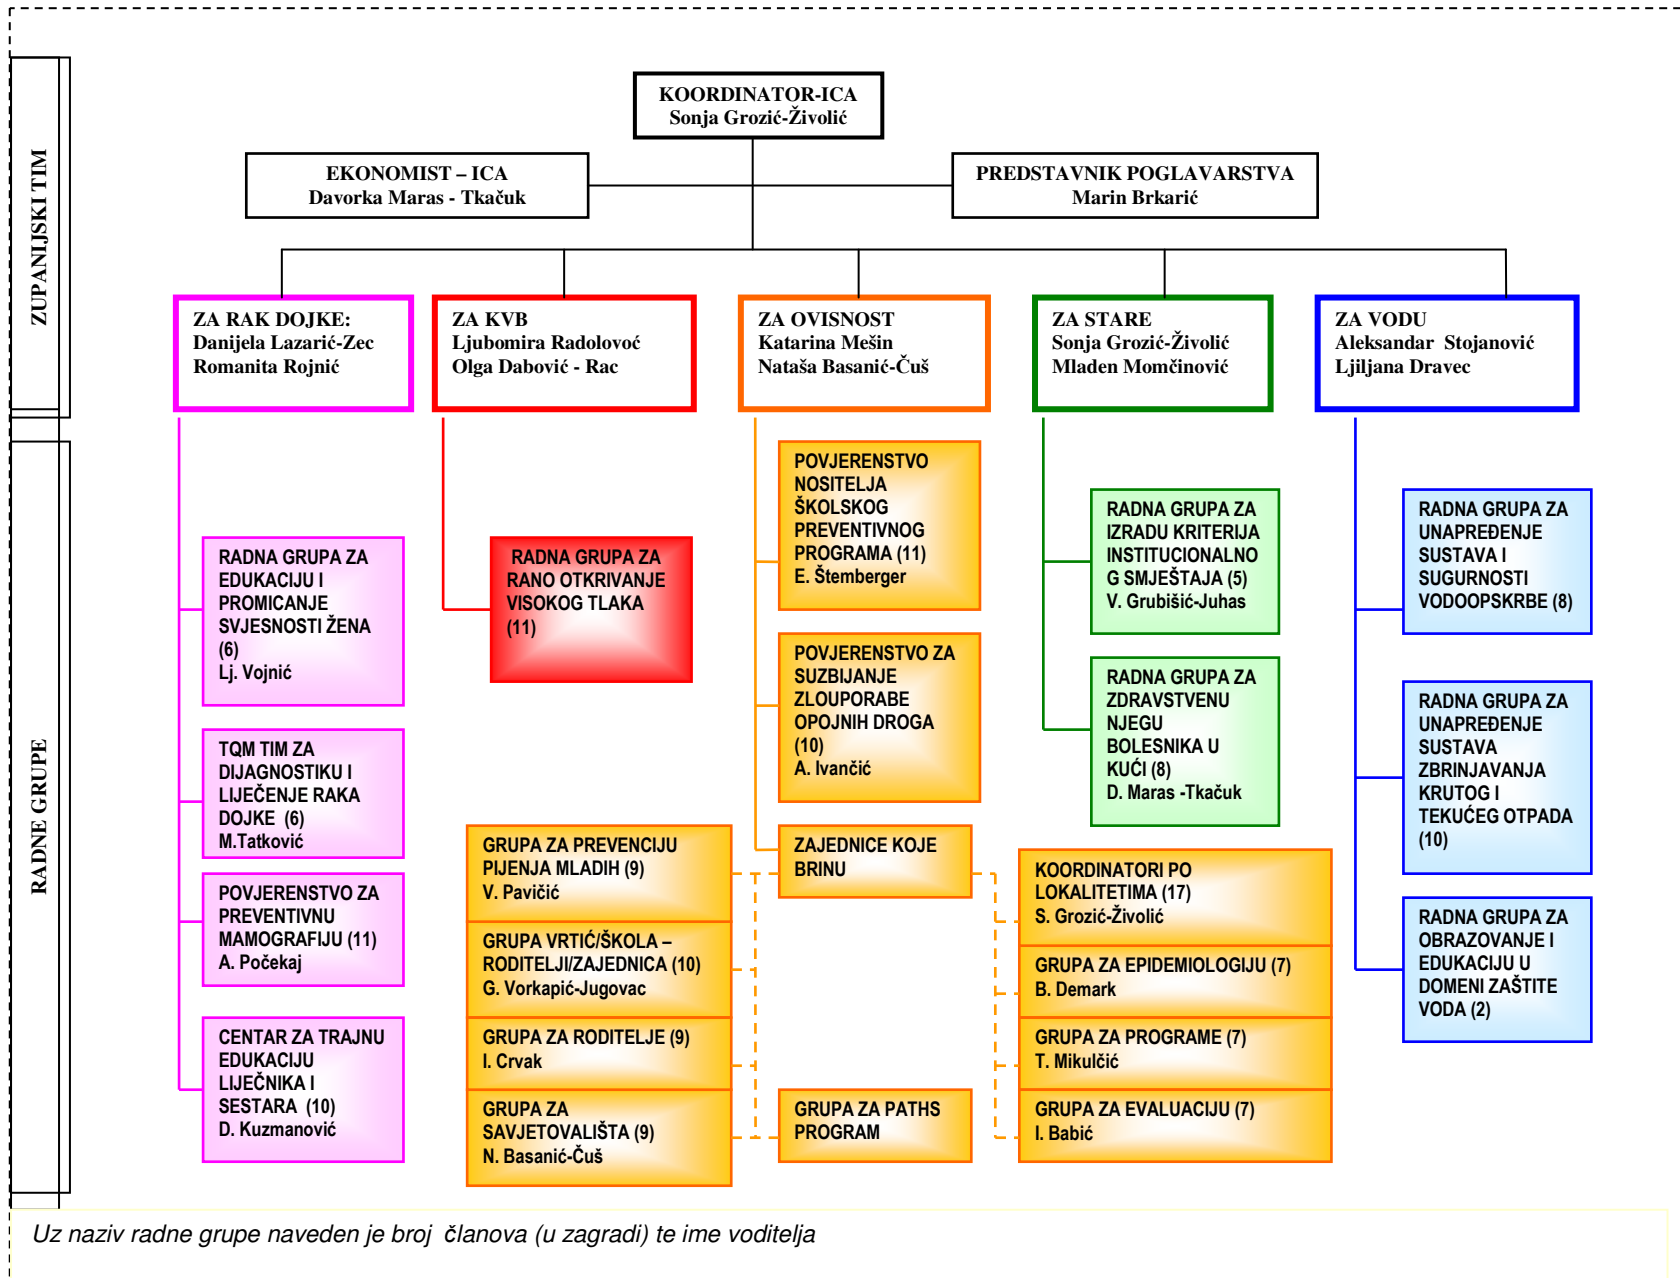 ZUPANIJSKI TIM
KOORDINATOR-ICA
Sonja Grozić-Živolić
EKONOMIST – ICA
Davorka Maras - Tkačuk
PREDSTAVNIK POGLAVARSTVA
Marin Brkarić
ZA RAK DOJKE:
Danijela Lazarić-Zec
Romanita Rojnić
ZA KVB
Ljubomira Radolovoć
Olga Dabović - Rac
ZA OVISNOST
Katarina Mešin
Nataša Basanić-Čuš
ZA STARE
Sonja Grozić-Živolić
Mladen Momčinović
ZA VODU
Aleksandar  Stojanović
Ljiljana Dravec
RADNE GRUPE
RADNA GRUPA ZA
EDUKACIJU I
PROMICANJE
SVJESNOSTI ŽENA
(6)
Lj. Vojnić
TQM TIM ZA
DIJAGNOSTIKU I
LIJEČENJE RAKA
DOJKE  (6)
M.Tatković
POVJERENSTVO ZA
PREVENTIVNU
MAMOGRAFIJU (11)
A. Počekaj
CENTAR ZA TRAJNU
EDUKACIJU
LIJEČNIKA I
SESTARA  (10)
D. Kuzmanović
RADNA GRUPA ZA
RANO OTKRIVANJE
VISOKOG TLAKA
(11)
POVJERENSTVO
NOSITELJA
ŠKOLSKOG
PREVENTIVNOG
PROGRAMA (11)
E. Štemberger
POVJERENSTVO ZA
SUZBIJANJE
ZLOUPORABE
OPOJNIH DROGA
(10)
A. Ivančić
ZAJEDNICE KOJE
BRINU
GRUPA ZA PREVENCIJU
PIJENJA MLADIH (9)
V. Pavičić
GRUPA VRTIĆ/ŠKOLA –
RODITELJI/ZAJEDNICA (10)
G. Vorkapić-Jugovac
GRUPA ZA RODITELJE (9)
I. Crvak
GRUPA ZA
SAVJETOVALIŠTA (9)
N. Basanić-Čuš
GRUPA ZA PATHS
PROGRAM
KOORDINATORI PO
LOKALITETIMA (17)
S. Grozić-Živolić
GRUPA ZA EPIDEMIOLOGIJU (7)
B. Demark
GRUPA ZA PROGRAME (7)
T. Mikulčić
GRUPA ZA EVALUACIJU (7)
I. Babić
RADNA GRUPA ZA
IZRADU KRITERIJA
INSTITUCIONALNO
G SMJEŠTAJA (5)
V. Grubišić-Juhas
RADNA GRUPA ZA
ZDRAVSTVENU
NJEGU
BOLESNIKA U
KUĆI (8)
D. Maras -Tkačuk
RADNA GRUPA ZA
UNAPREĐENJE
SUSTAVA I
SUGURNOSTI
VODOOPSKRBE (8)
RADNA GRUPA ZA
UNAPREĐENJE
SUSTAVA
ZBRINJAVANJA
KRUTOG I
TEKUĆEG OTPADA
(10)
RADNA GRUPA ZA
OBRAZOVANJE I
EDUKACIJU U
DOMENI ZAŠTITE
VODA (2)
Uz naziv radne grupe naveden je broj  članova (u zagradi) te ime voditelja